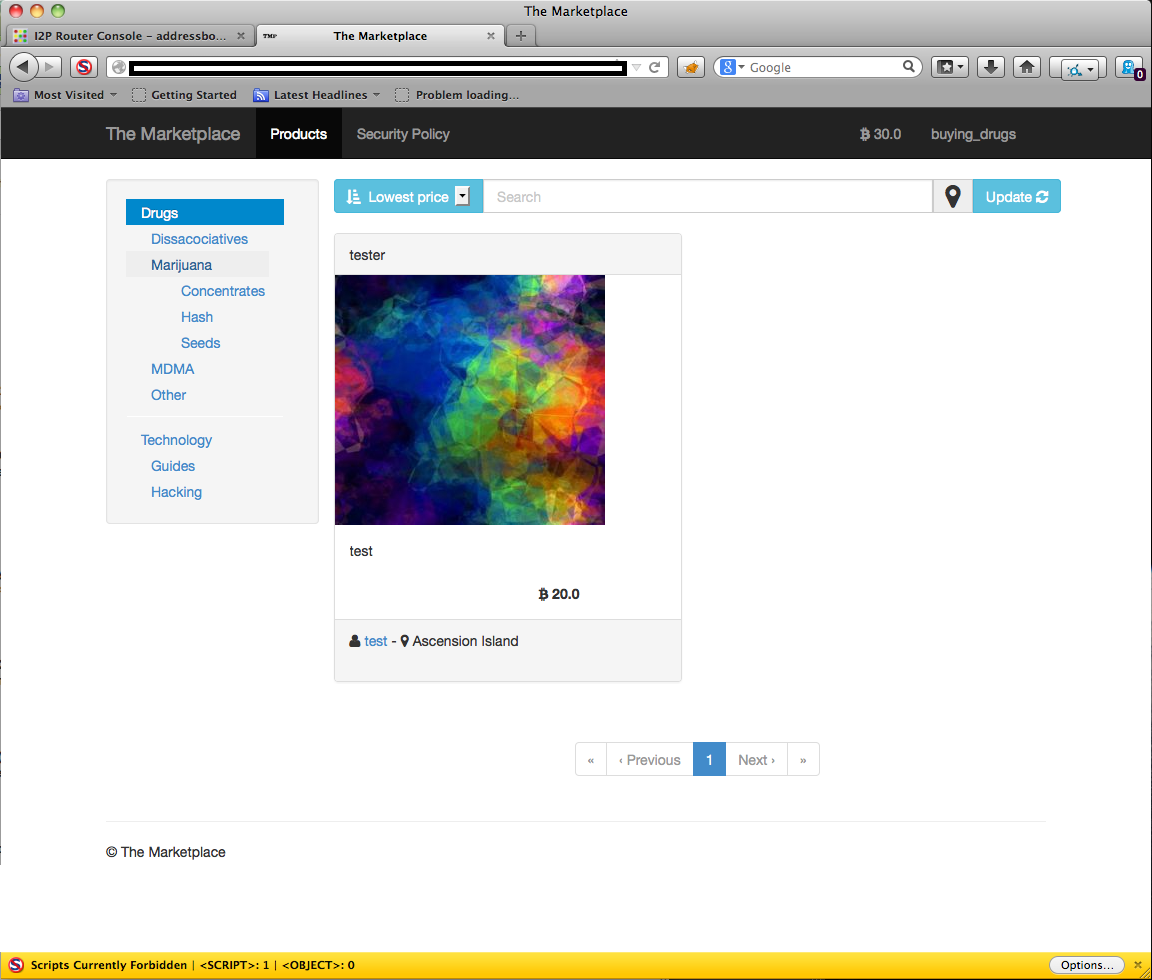 The Marketplace
I2P Router Console – addressbo...
TMP The Marketplace
8 Google
Most Visited Getting Started Latest Headlines Problem loading...
0
The Marketplace Products Security Policy ฿ 30.0 buying_drugs
Lowest price Search Update
Drugs
Dissacociatives
Marijuana
Concentrates
Hash
Seeds
MDMA
Other
Technology
Guides
Hacking
tester
test
฿ 20.0
test - Ascension Island
« ‹ Previous 1 Next › »
© The Marketplace
S Scripts Currently Forbidden | <SCRIPT>: 1 | <OBJECT>: 0 Options...